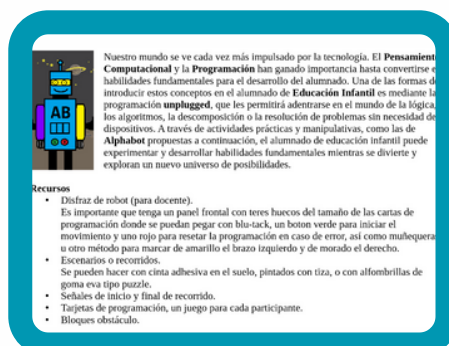 Nuestro mundo se ve cada vez más impulsado por la tecnología. El Pensamient
Computacional y la Programación han ganado importancia hasta convertirse e
habilidades fundamentales para el desarrollo del alumnado. Una de las formas d
introducir estos conceptos en el alumnado de Educación Infantil es mediante la
programación unplugged, que les permitirá adentrarse en el mundo de la lógica,
los algoritmos, la descomposición o la resolución de problemas sin necesidad de
dispositivos. A través de actividades prácticas y manipulativas, como las de
Alphabot propuestas a continuación, el alumnado de educación infantil puede
experimentar y desarrollar habilidades fundamentales mientras se divierte y
exploran un nuevo universo de posibilidades.
AB
Recursos
• Disfraz de robot (para docente).
Es importante que tenga un panel frontal con teres huecos del tamaño de las cartas de
programación donde se puedan pegar con blu-tack, un boton verde para iniciar el
movimiento y uno rojo para resetar la programación en caso de error, así como muñequera
u otro método para marcar de amarillo el brazo izquierdo y de morado el derecho.
• Escenarios o recorridos.
Se pueden hacer con cinta adhesiva en el suelo, pintados con tiza, o con alfombrillas de
goma eva tipo puzzle.
• Señales de inicio y final de recorrido.
• Tarjetas de programación, un juego para cada participante.
• Bloques obstáculo.